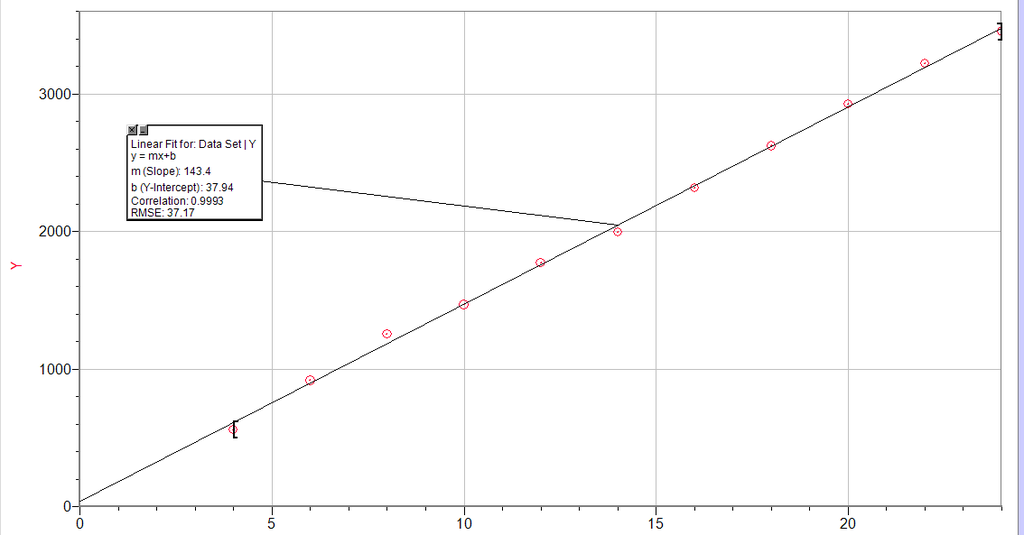 3000
Linear Fit for: Data Set | Y
y = mx+b
m (Slope): 143.4
b (Y-Intercept): 37.94
Correlation: 0.9993
RMSE: 37.17
2000
Y
1000
0
0 5 10 15 20